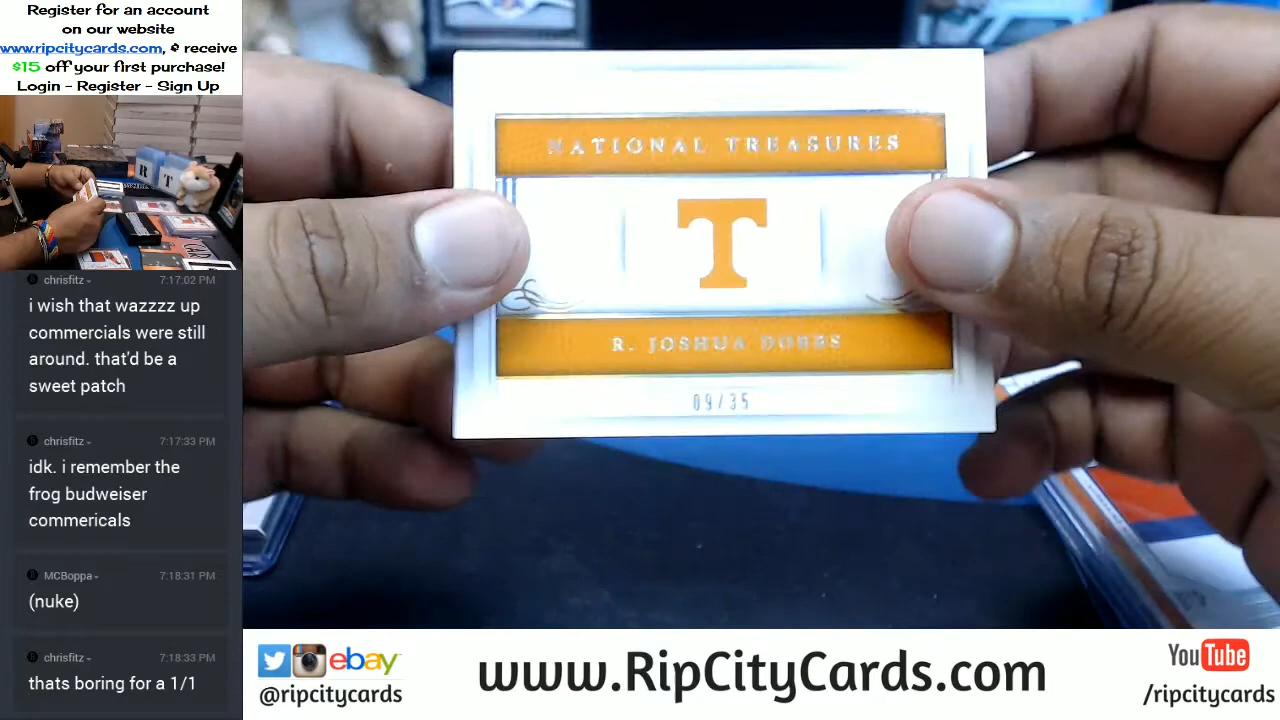 Register for an account
on our website
www.ripcitycards.com, & receive
$15 off your first purchase!
Login - Register - Sign Up
R T
chrisfitz 7:17:02 PM
i wish that wazzzz up
commercials were still
around. that'd be a
sweet patch
chrisfitz 7:17:33 PM
idk. i remember the
frog budweiser
commericals
MCBoppa 7:18:31 PM
(nuke)
chrisfitz 7:18:33 PM
thats boring for a 1/1
NATIONAL TREASURES
T
R. JOSHUA DOBBS
09/35
ebay
@ripcitycards
www.RipCityCards.com
YouTube
/ripcitycards